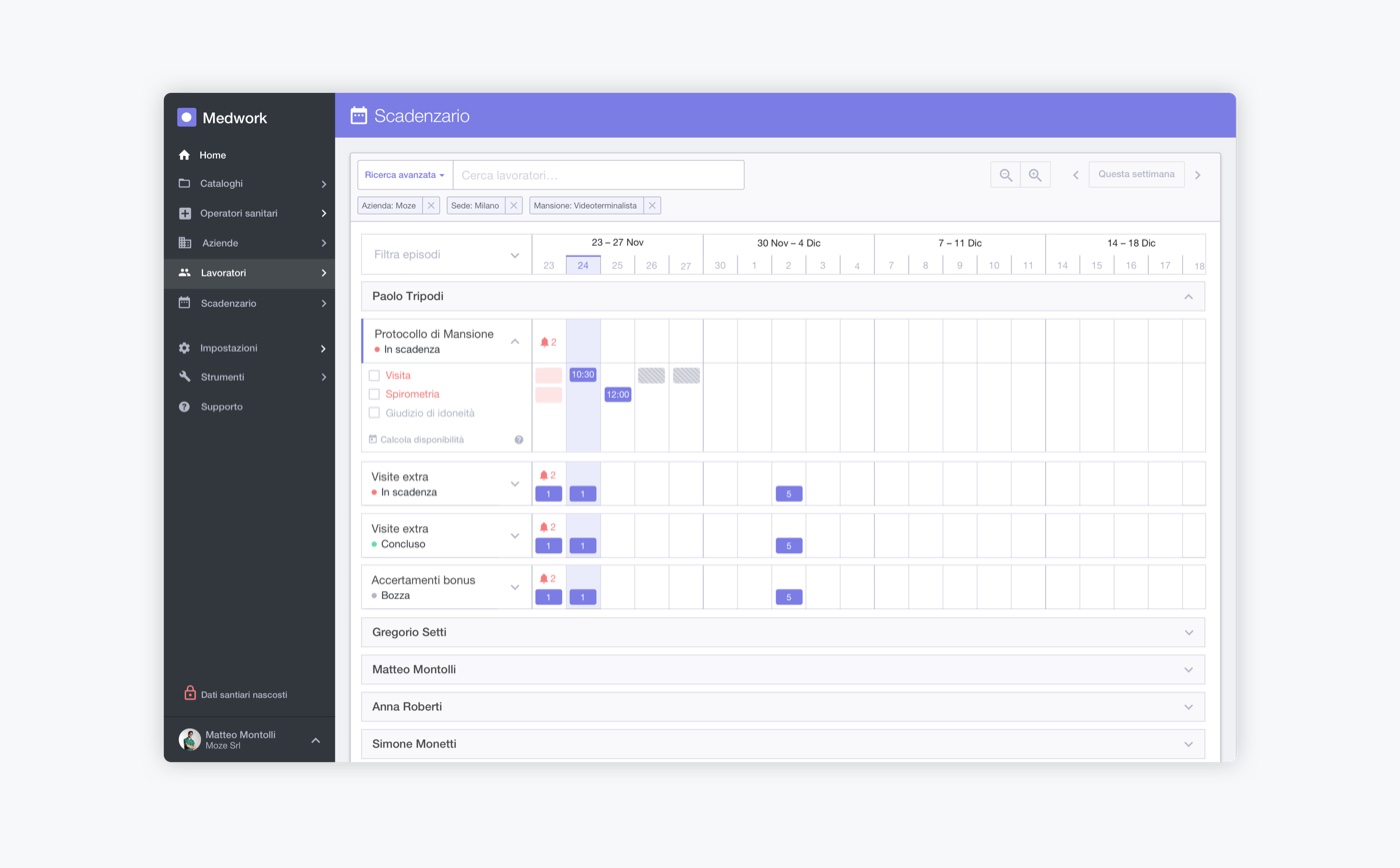 Medwork
Home
Cataloghi
Operatori sanitari
Aziende
Lavoratori
Scadenzario
Impostazioni
Strumenti
Supporto
Dati santiari nascosti
Matteo Montolli
Moze Srl
Scadenzario
Ricerca avanzata Cerca lavoratori... Questa settimana
Azienda: Moze Sede: Milano Mansione: Videoterminalista
Filtra episodi
23 – 27 Nov 30 Nov – 4 Dic 7 – 11 Dic 14 – 18 Dic
23 24 25 26 27 30 1 2 3 4 7 8 9 10 11 14 15 16 17 18
Paolo Tripodi
Protocollo di Mansione
In scadenza
2
Visita 10:30
Spirometria 12:00
Giudizio di idoneità
Calcola disponibilità ?
Visite extra 2
In scadenza 1 1 5
Visite extra 2
Concluso 1 1 5
Accertamenti bonus 2
Bozza 1 1 5
Gregorio Setti
Matteo Montolli
Anna Roberti
Simone Monetti